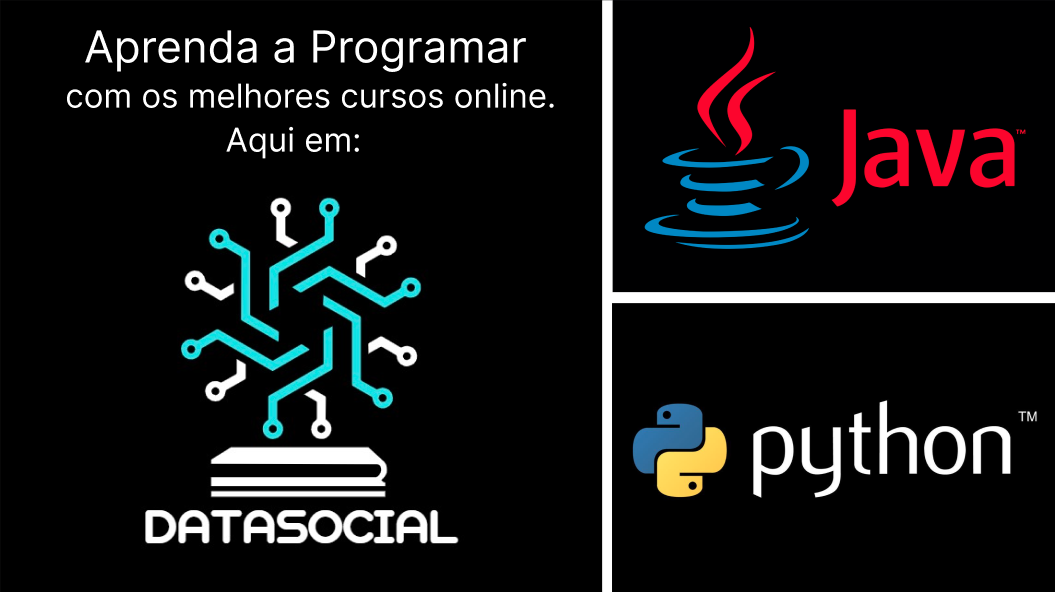 Aprenda a Programar
com os melhores cursos online.
Aqui em:
DATASOCIAL
Java™
python™